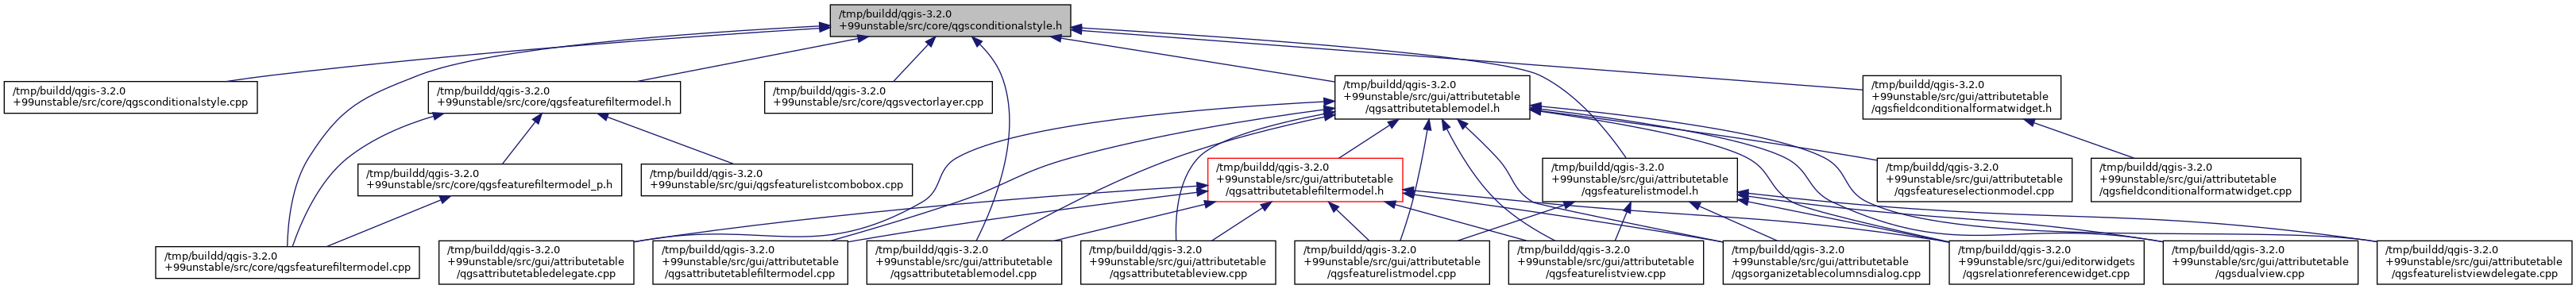 /tmp/buildd/qgis-3.2.0
+99unstable/src/core/qgsconditionalstyle.h
/tmp/buildd/qgis-3.2.0
+99unstable/src/core/qgsconditionalstyle.cpp
/tmp/buildd/qgis-3.2.0
+99unstable/src/core/qgsfeaturefiltermodel.h
/tmp/buildd/qgis-3.2.0
+99unstable/src/core/qgsvectorlayer.cpp
/tmp/buildd/qgis-3.2.0
+99unstable/src/gui/attributetable
/qgsattributetablemodel.h
/tmp/buildd/qgis-3.2.0
+99unstable/src/gui/attributetable
/qgsfieldconditionalformatwidget.h
/tmp/buildd/qgis-3.2.0
+99unstable/src/core/qgsfeaturefiltermodel_p.h
/tmp/buildd/qgis-3.2.0
+99unstable/src/gui/qgsfeaturelistcombobox.cpp
/tmp/buildd/qgis-3.2.0
+99unstable/src/gui/attributetable
/qgsattributetablefiltermodel.h
/tmp/buildd/qgis-3.2.0
+99unstable/src/gui/attributetable
/qgsfeaturelistmodel.h
/tmp/buildd/qgis-3.2.0
+99unstable/src/gui/attributetable
/qgsfeatureselectionmodel.cpp
/tmp/buildd/qgis-3.2.0
+99unstable/src/gui/attributetable
/qgsfieldconditionalformatwidget.cpp
/tmp/buildd/qgis-3.2.0
+99unstable/src/core/qgsfeaturefiltermodel.cpp
/tmp/buildd/qgis-3.2.0
+99unstable/src/gui/attributetable
/qgsattributetabledelegate.cpp
/tmp/buildd/qgis-3.2.0
+99unstable/src/gui/attributetable
/qgsattributetablefiltermodel.cpp
/tmp/buildd/qgis-3.2.0
+99unstable/src/gui/attributetable
/qgsattributetablemodel.cpp
/tmp/buildd/qgis-3.2.0
+99unstable/src/gui/attributetable
/qgsattributetableview.cpp
/tmp/buildd/qgis-3.2.0
+99unstable/src/gui/attributetable
/qgsfeaturelistmodel.cpp
/tmp/buildd/qgis-3.2.0
+99unstable/src/gui/attributetable
/qgsfeaturelistview.cpp
/tmp/buildd/qgis-3.2.0
+99unstable/src/gui/attributetable
/qgsorganizetablecolumnsdialog.cpp
/tmp/buildd/qgis-3.2.0
+99unstable/src/gui/editorwidgets
/qgsrelationreferencewidget.cpp
/tmp/buildd/qgis-3.2.0
+99unstable/src/gui/attributetable
/qgsdualview.cpp
/tmp/buildd/qgis-3.2.0
+99unstable/src/gui/attributetable
/qgsfeaturelistviewdelegate.cpp